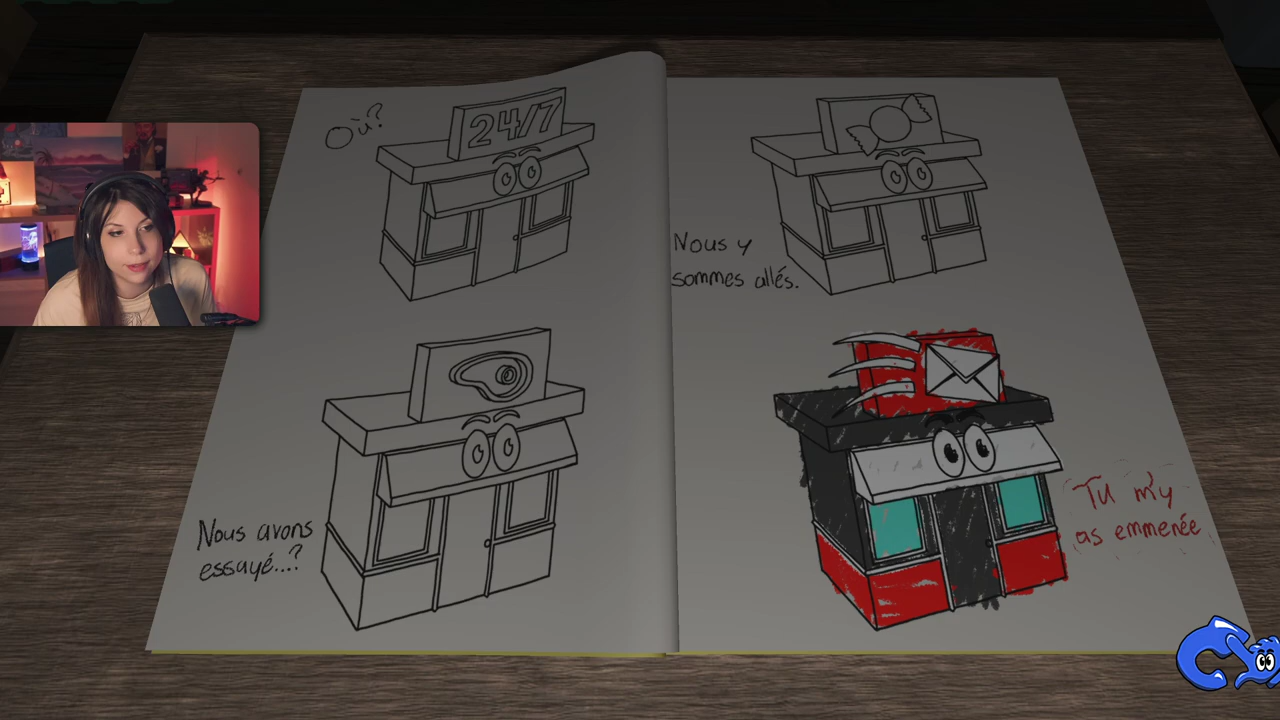 Où?
24/7
Nous y
sommes allés.
Nous avons
essayé...?
Tu m'y
as emmenée